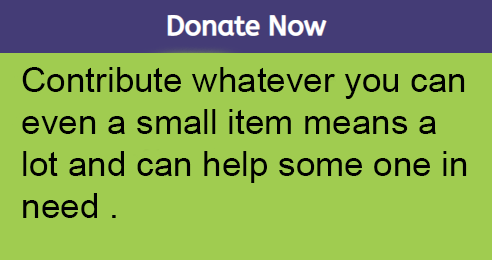 Donate Now
Contribute whatever you can
even a small item means a
lot and can help some one in
need .